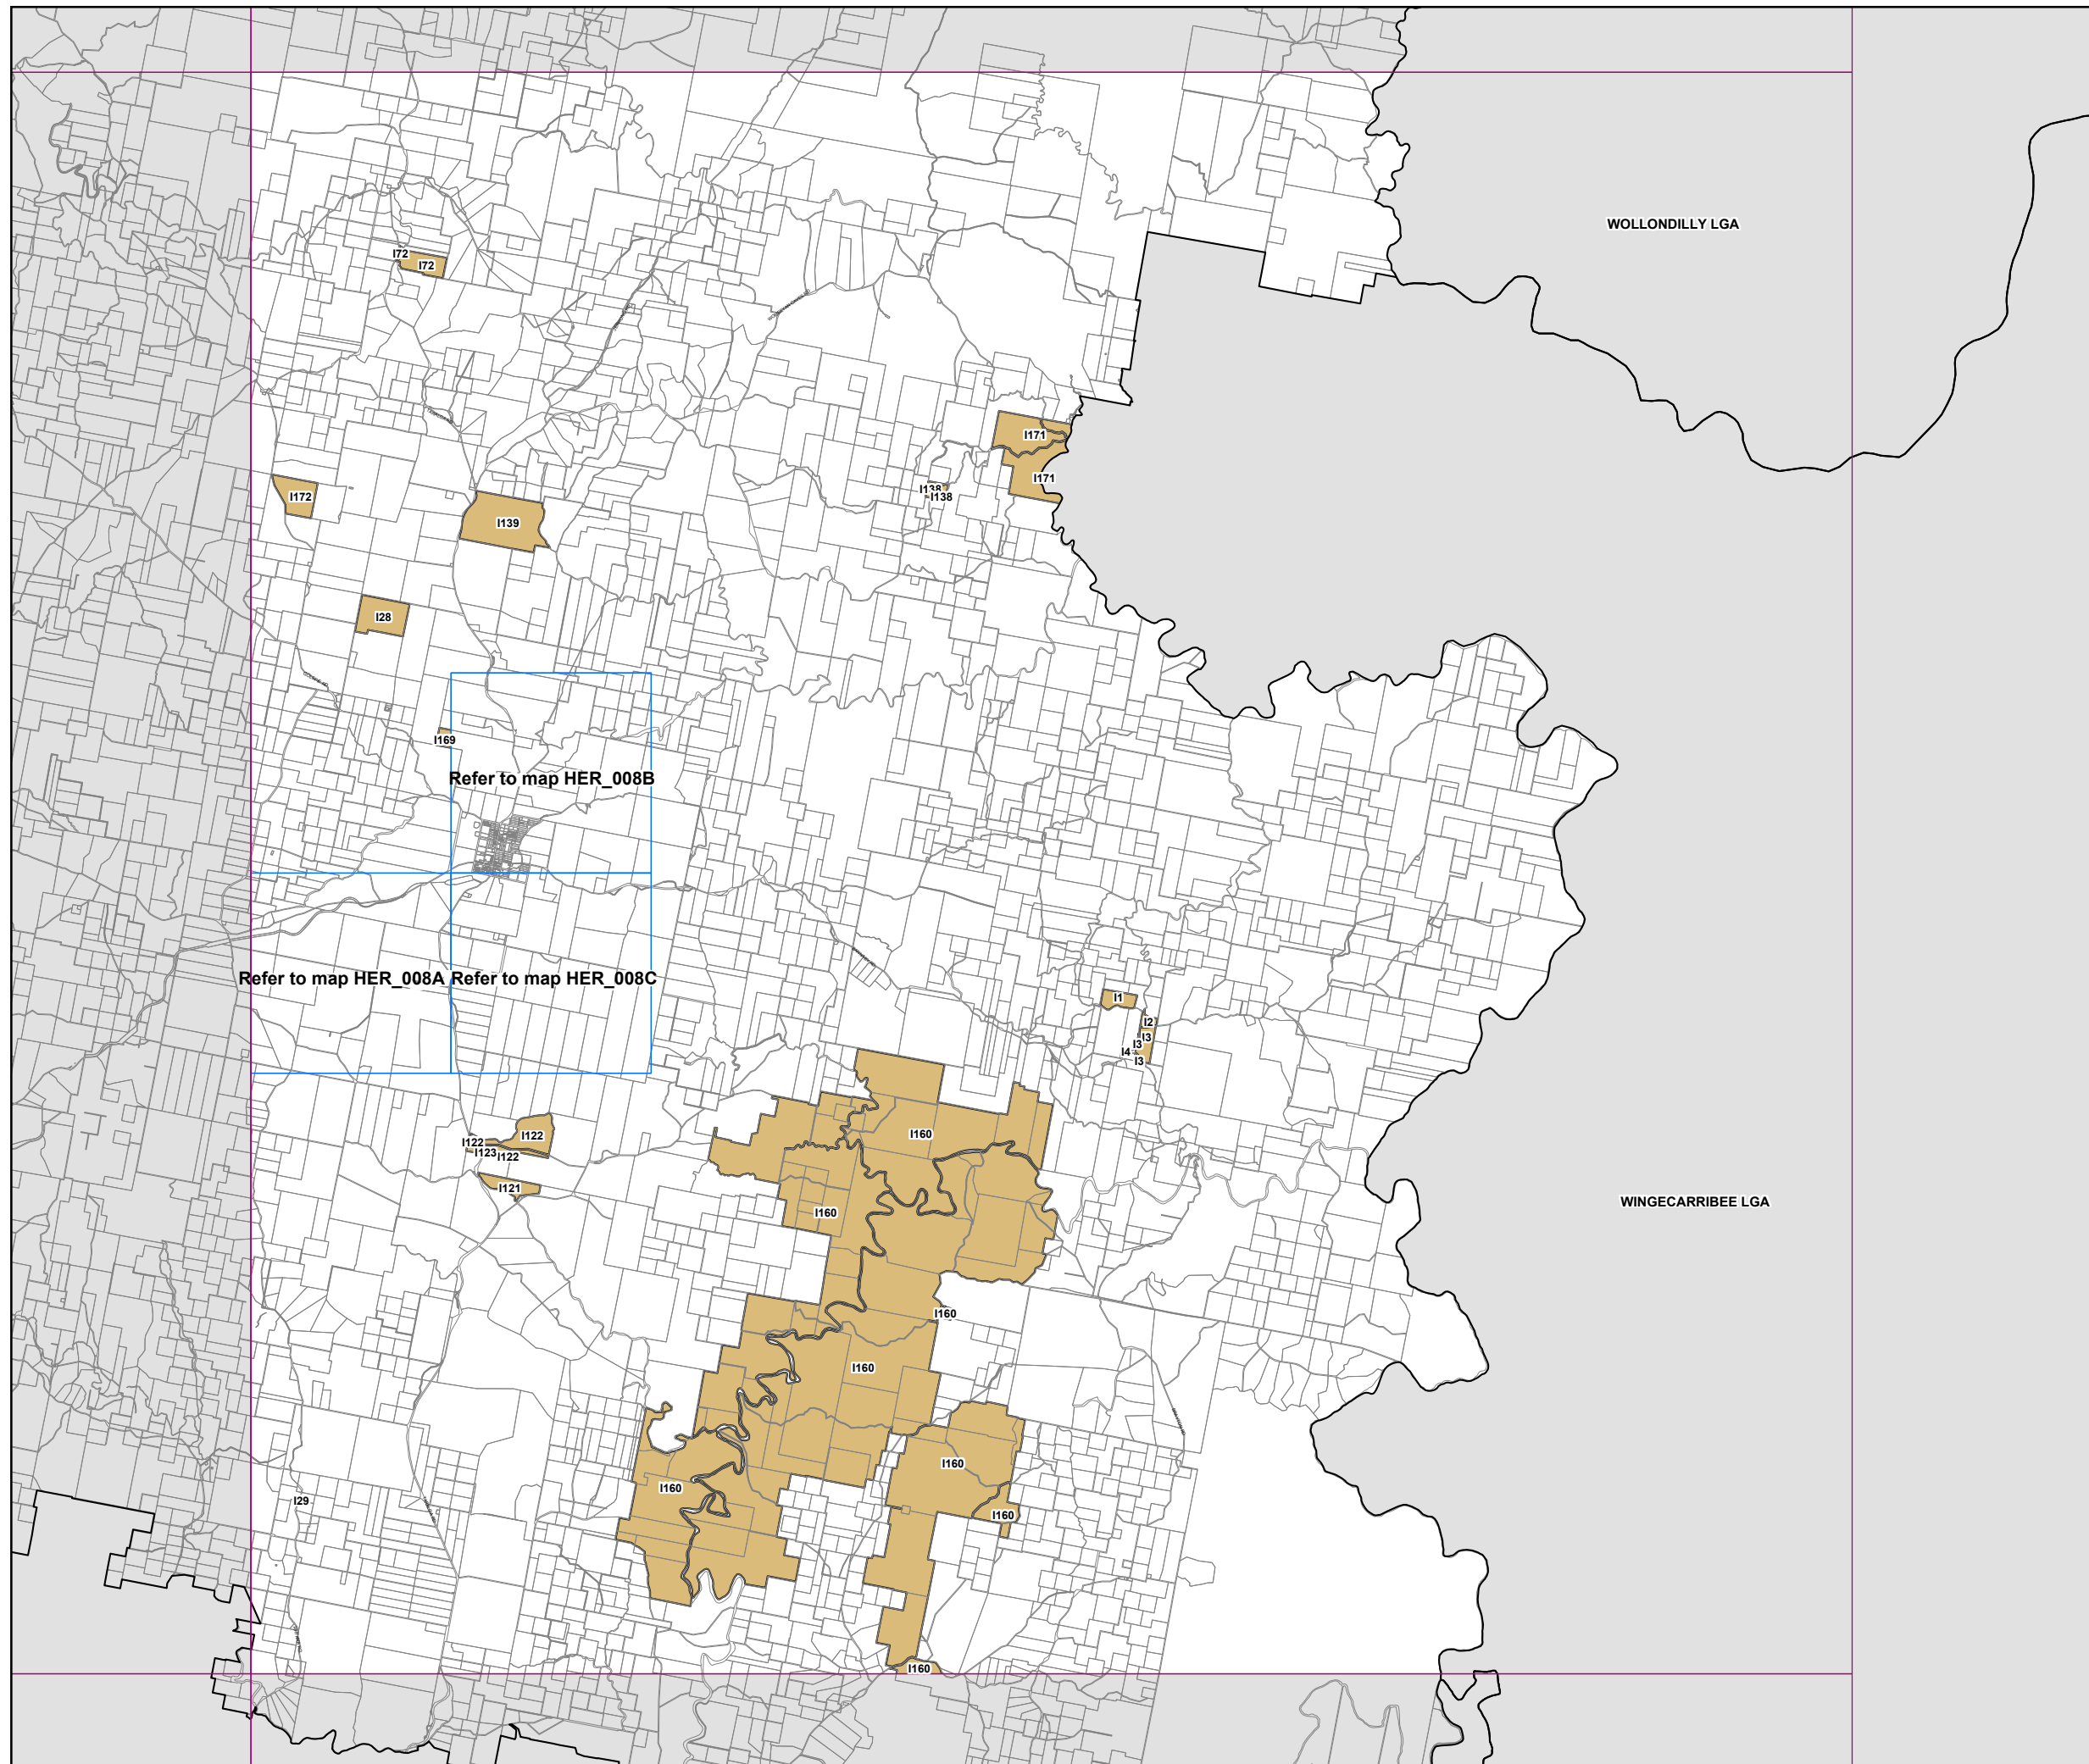 WOLLONDILLY LGA
I72
I72
I171
I171
I172
I138
I138
I139
I28
I169
Refer to map HER_008B
Refer to map HER_008A
Refer to map HER_008C
I1
I2
I3
I3
I4
I3
I122
I122
I123
I122
I121
I160
I160
WINGECARRIBEE LGA
I160
I160
I160
I160
I29
I160
I160